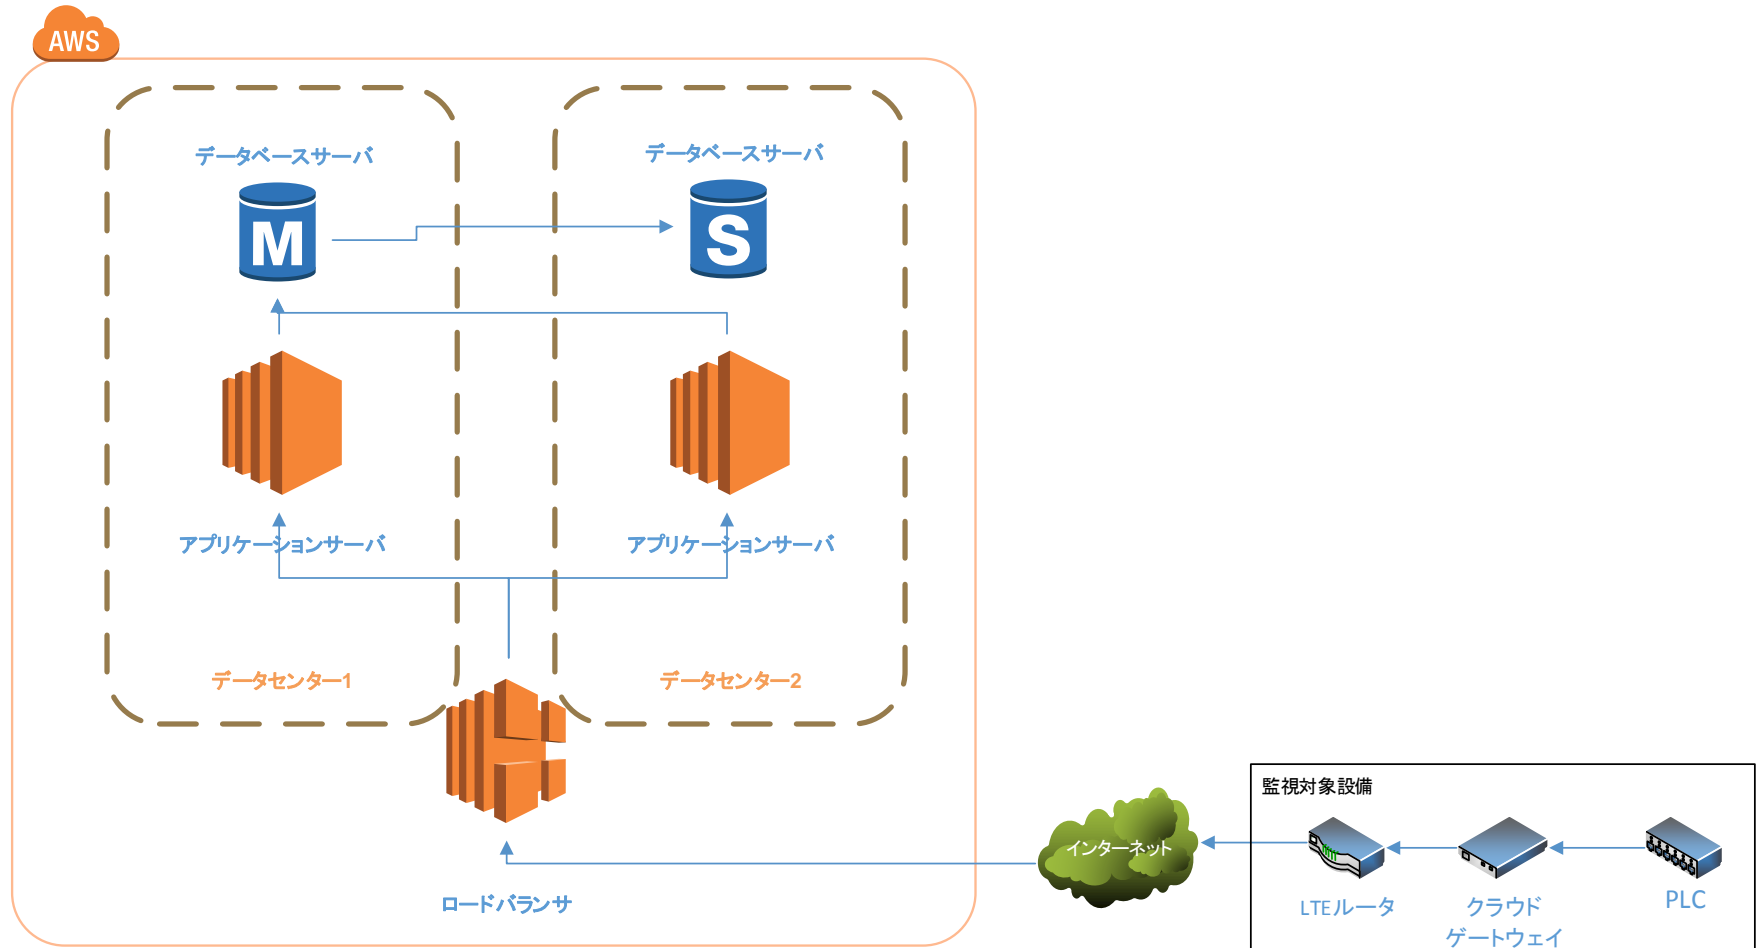 AWS
データベースサーバ
データベースサーバ
M
S
アプリケーションサーバ
アプリケーションサーバ
データセンター1
データセンター2
ロードバランサ
インターネット
監視対象設備
LTEルータ
クラウド
ゲートウェイ
PLC